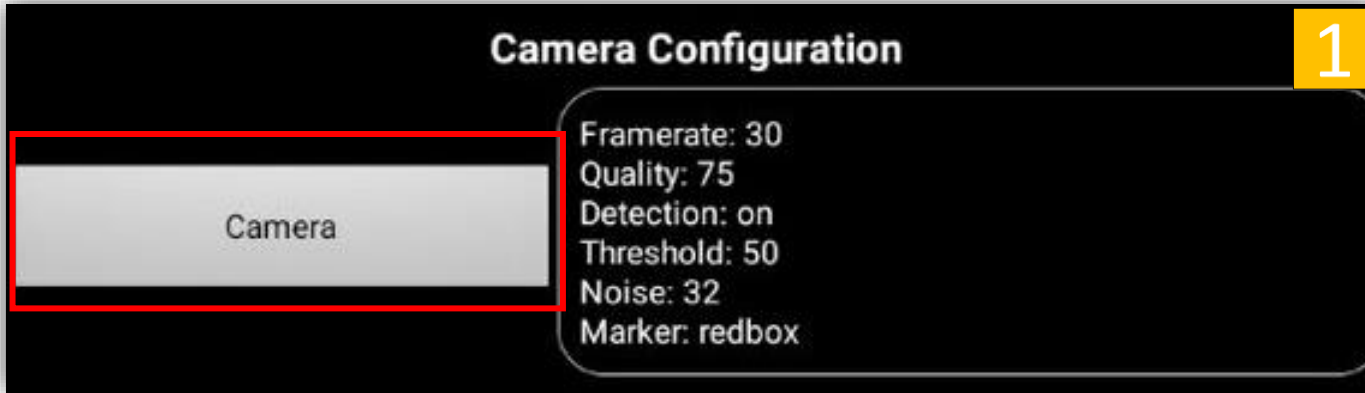 Camera Configuration
1
Camera
Framerate: 30
Quality: 75
Detection: on
Threshold: 50
Noise: 32
Marker: redbox